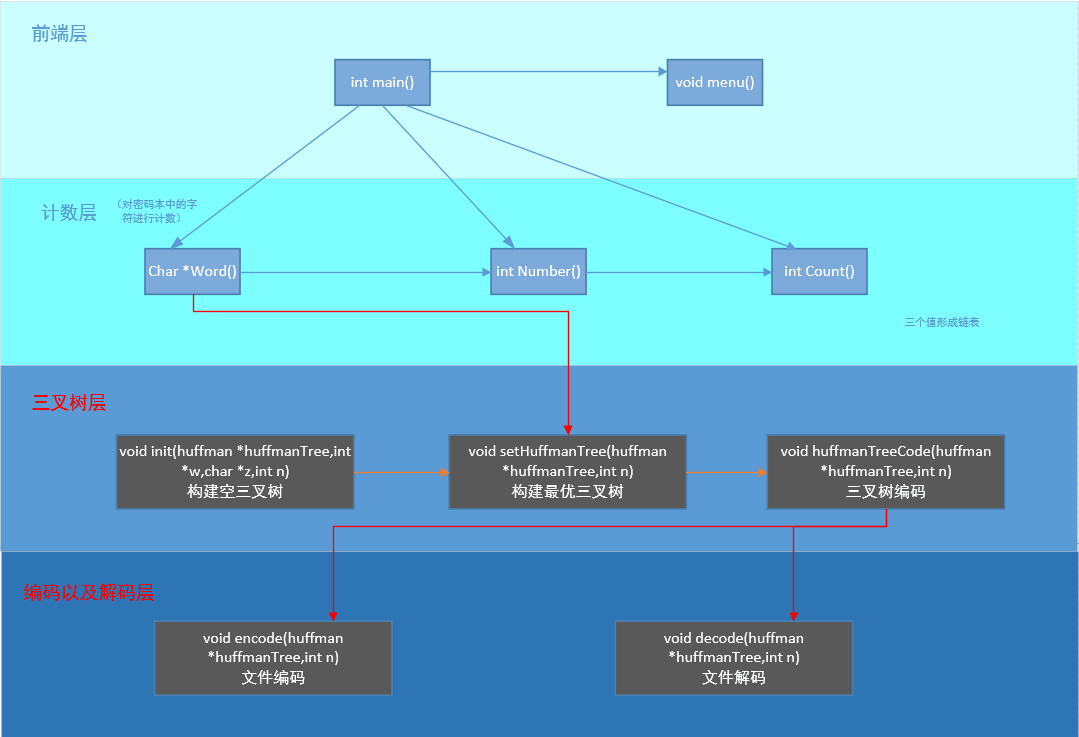 前端层
int main()
void menu()
计数层
（对密码本中的字
符进行计数）
Char *Word()
int Number()
int Count()
三个值形成链表
三叉树层
void init(huffman *huffmanTree,int
*w,char *z,int n)
构建空三叉树
void setHuffmanTree(huffman
*huffmanTree,int n)
构建最优三叉树
void huffmanTreeCode(huffman
*huffmanTree,int n)
三叉树编码
编码以及解码层
void encode(huffman
*huffmanTree,int n)
文件编码
void decode(huffman
*huffmanTree,int n)
文件解码